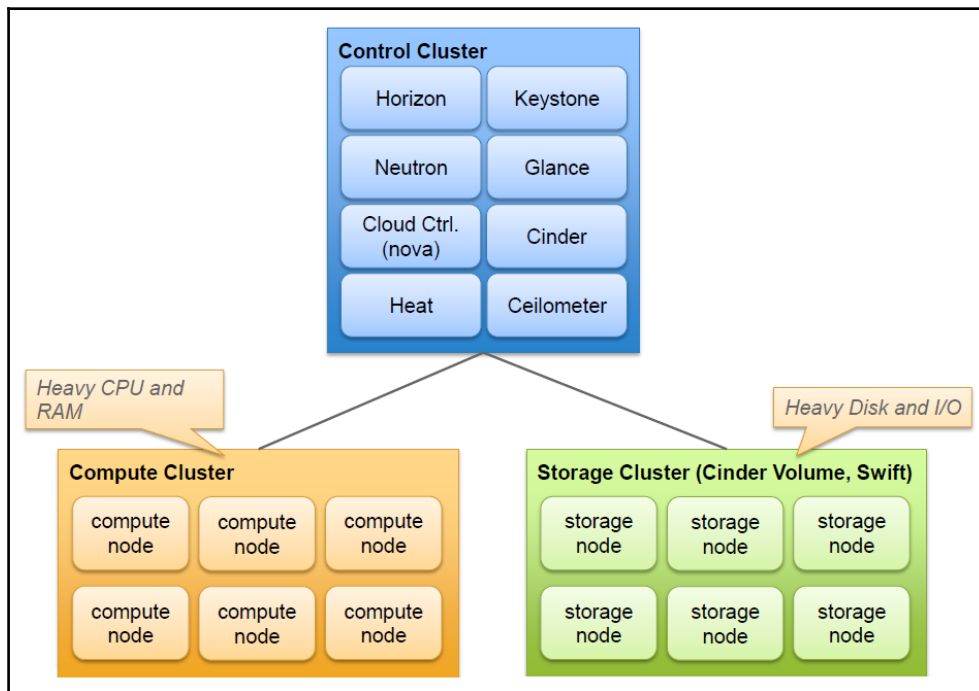 Control Cluster
Horizon
Keystone
Neutron
Glance
Cloud Ctrl.
(nova)
Cinder
Heat
Ceilometer
Heavy CPU and
RAM
Heavy Disk and I/O
Compute Cluster
compute
node
compute
node
compute
node
compute
node
compute
node
compute
node
Storage Cluster (Cinder Volume, Swift)
storage
node
storage
node
storage
node
storage
node
storage
node
storage
node